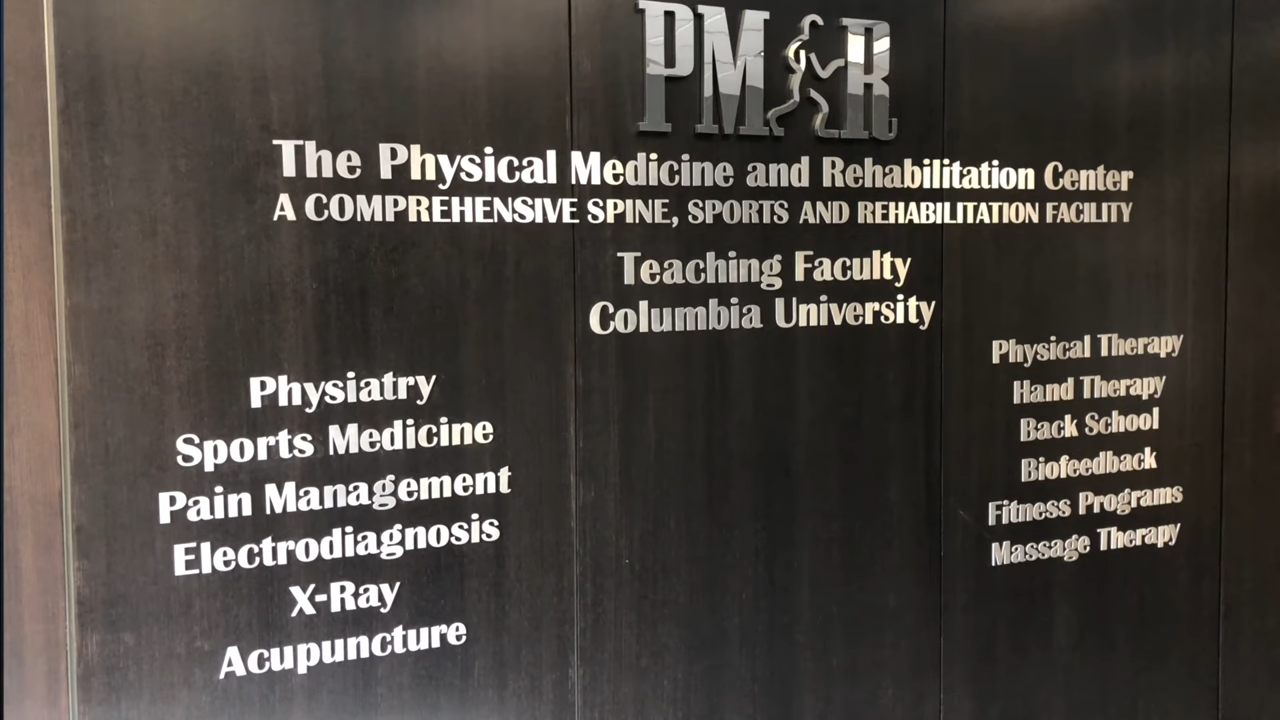 PM&R
The Physical Medicine and Rehabilitation Center
A COMPREHENSIVE SPINE, SPORTS AND REHABILITATION FACILITY
Teaching Faculty
Columbia University
Physiatry
Sports Medicine
Pain Management
Electrodiagnosis
X-Ray
Acupuncture
Physical Therapy
Hand Therapy
Back School
Biofeedback
Fitness Programs
Massage Therapy